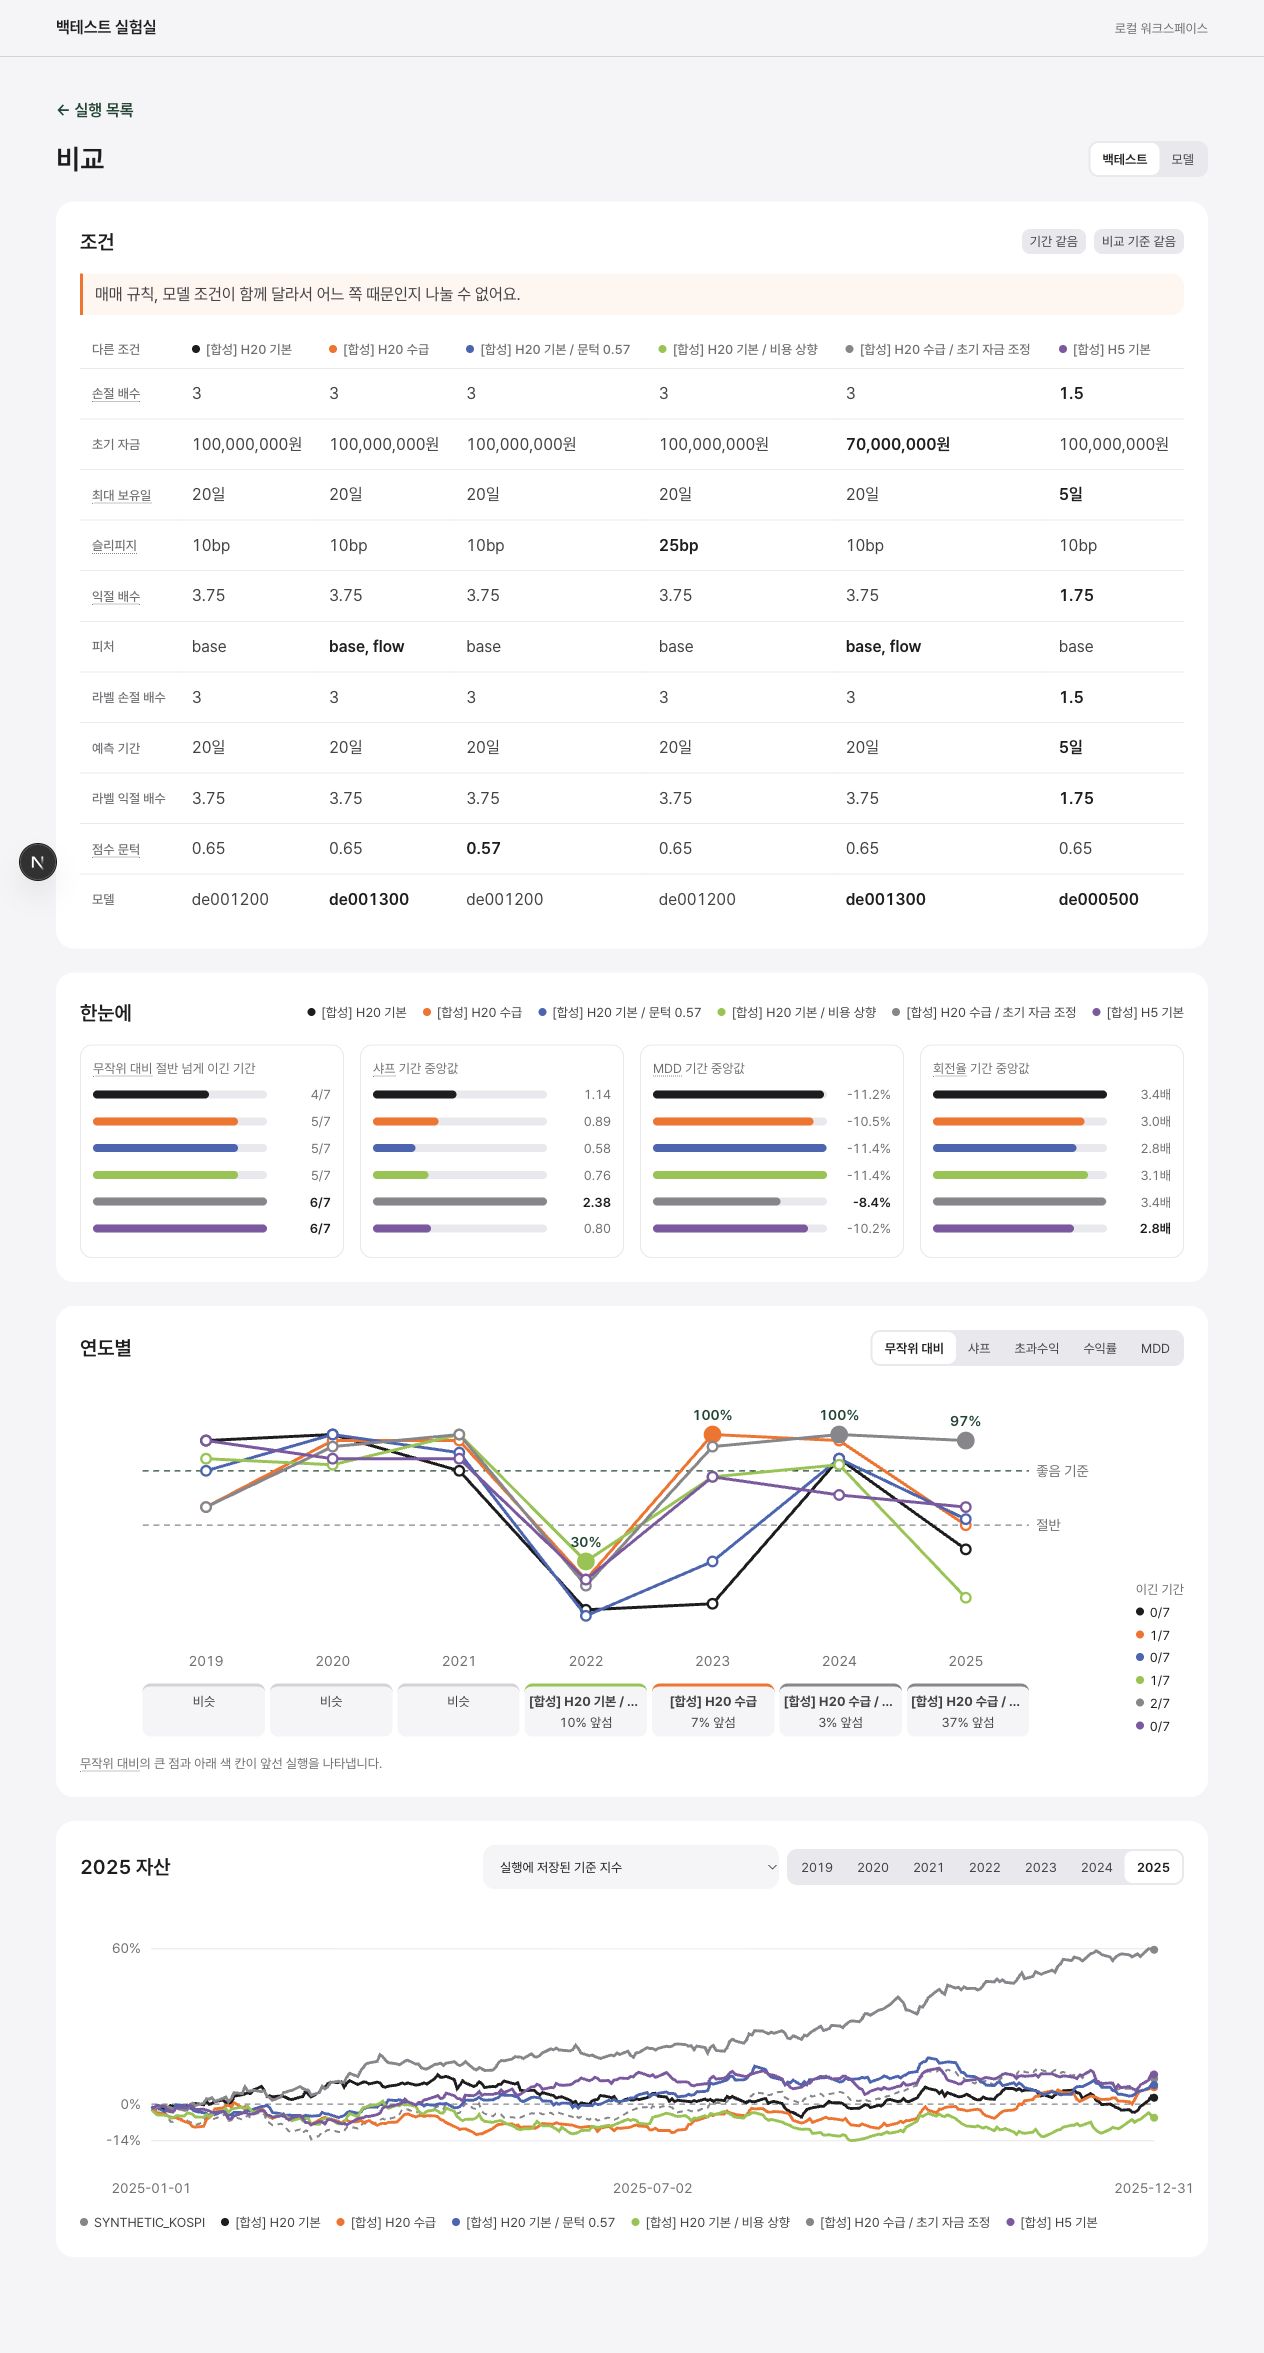 백테스트 실험실
로컬 워크스페이스
← 실행 목록
비교
백테스트 모델
조건
기간 같음 비교 기준 같음
매매 규칙, 모델 조건이 함께 달라서 어느 쪽 때문인지 나눌 수 없어요.
다른 조건 [합성] H20 기본 [합성] H20 수급 [합성] H20 기본 / 문턱 0.57 [합성] H20 기본 / 비용 상향 [합성] H20 수급 / 초기 자금 조정 [합성] H5 기본
손절 배수 3 3 3 3 3 1.5
초기 자금 100,000,000원 100,000,000원 100,000,000원 100,000,000원 70,000,000원 100,000,000원
최대 보유일 20일 20일 20일 20일 20일 5일
슬리피지 10bp 10bp 10bp 25bp 10bp 10bp
익절 배수 3.75 3.75 3.75 3.75 3.75 1.75
피처 base base, flow base base base, flow base
라벨 손절 배수 3 3 3 3 3 1.5
예측 기간 20일 20일 20일 20일 20일 5일
라벨 익절 배수 3.75 3.75 3.75 3.75 3.75 1.75
점수 문턱 0.65 0.65 0.57 0.65 0.65 0.65
N
모델 de001200 de001300 de001200 de001200 de001300 de000500
한눈에
[합성] H20 기본 [합성] H20 수급 [합성] H20 기본 / 문턱 0.57 [합성] H20 기본 / 비용 상향 [합성] H20 수급 / 초기 자금 조정 [합성] H5 기본
무작위 대비 절반 넘게 이긴 기간
4/7
5/7
5/7
5/7
6/7
6/7
샤프 기간 중앙값
1.14
0.89
0.58
0.76
2.38
0.80
MDD 기간 중앙값
-11.2%
-10.5%
-11.4%
-11.4%
-8.4%
-10.2%
회전율 기간 중앙값
3.4배
3.0배
2.8배
3.1배
3.4배
2.8배
연도별
무작위 대비 샤프 초과수익 수익률 MDD
100% 100% 97%
좋음 기준
절반
30%
이긴 기간
0/7
1/7
0/7
1/7
2/7
0/7
2019 2020 2021 2022 2023 2024 2025
비슷 비슷 비슷 [합성] H20 기본 / ... [합성] H20 수급 [합성] H20 수급 / ... [합성] H20 수급 / ...
10% 앞섬 7% 앞섬 3% 앞섬 37% 앞섬
무작위 대비의 큰 점과 아래 색 칸이 앞선 실행을 나타냅니다.
2025 자산
실행에 저장된 기준 지수
2019 2020 2021 2022 2023 2024 2025
60%
0%
-14%
2025-01-01 2025-07-02 2025-12-31
SYNTHETIC_KOSPI [합성] H20 기본 [합성] H20 수급 [합성] H20 기본 / 문턱 0.57 [합성] H20 기본 / 비용 상향 [합성] H20 수급 / 초기 자금 조정 [합성] H5 기본